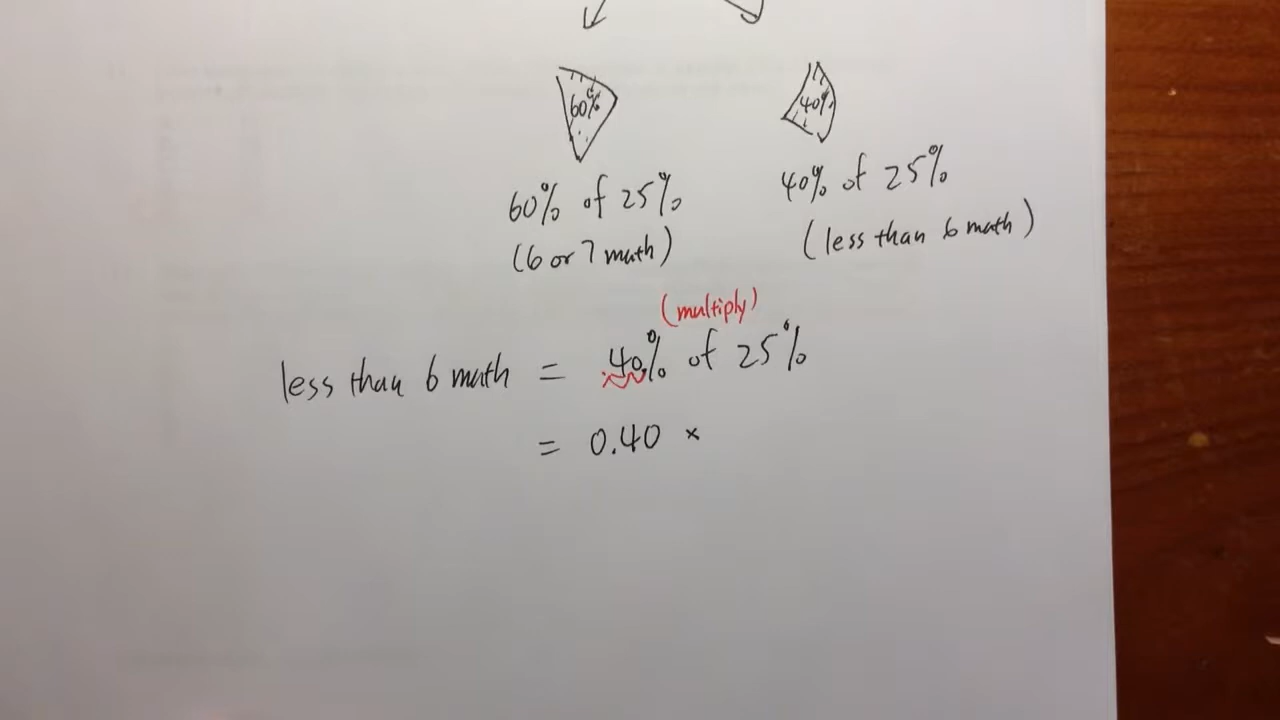 60% 40%
60% of 25% 40% of 25%
(6 or 7 math) (less than 6 math)
(multiply)
less than 6 math = 40% of 25%
= 0.40 ×